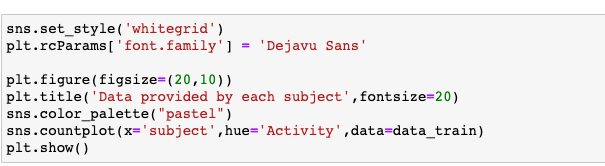 sns.set_style('whitegrid')
plt.rcParams['font.family'] = 'Dejavu Sans'

plt.figure(figsize=(20,10))
plt.title('Data provided by each subject',fontsize=20)
sns.color_palette("pastel")
sns.countplot(x='subject',hue='Activity',data=data_train)
plt.show()